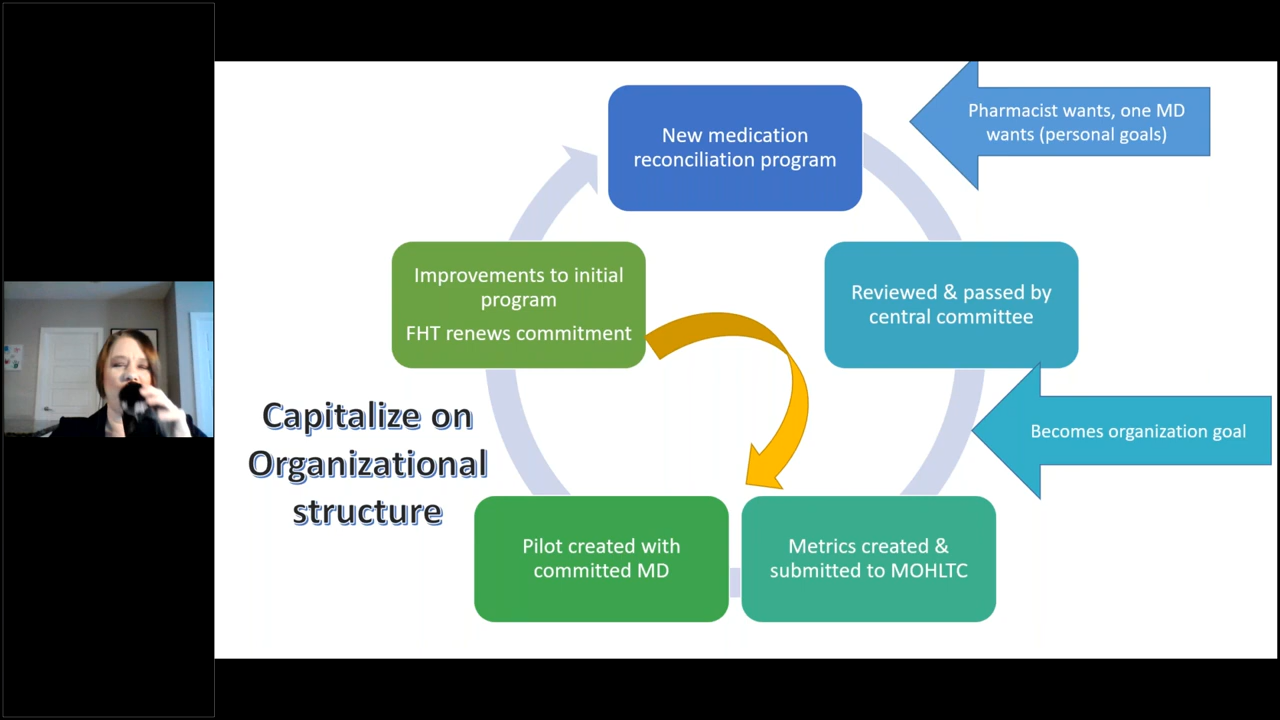 New medication
reconciliation program
Pharmacist wants, one MD
wants (personal goals)
Reviewed & passed by
central committee
Becomes organization goal
Metrics created &
submitted to MOHLTC
Pilot created with
committed MD
Improvements to initial
program
FHT renews commitment
Capitalize on
Organizational
structure